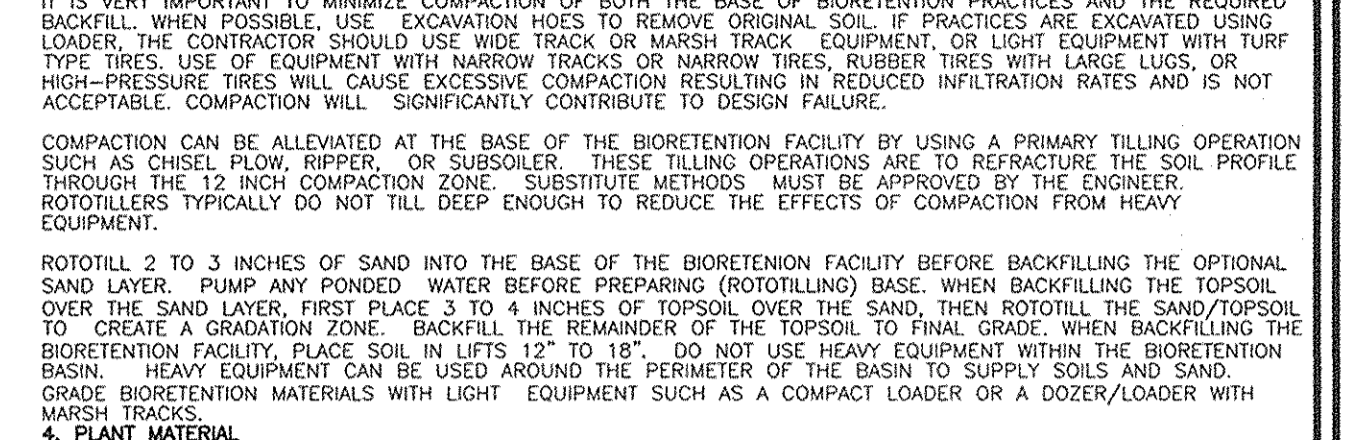 IT IS VERY IMPORTANT TO MINIMIZE COMPACTION OF BOTH THE BASE OF BIORETENTION PRACTICES AND THE REQUIRED
BACKFILL. WHEN POSSIBLE, USE EXCAVATION HOES TO REMOVE ORIGINAL SOIL. IF PRACTICES ARE EXCAVATED USING
LOADER, THE CONTRACTOR SHOULD USE WIDE TRACK OR MARSH TRACK EQUIPMENT, OR LIGHT EQUIPMENT WITH TURF
TYPE TIRES. USE OF EQUIPMENT WITH NARROW TRACKS OR NARROW TIRES, RUBBER TIRES WITH LARGE LUGS, OR
HIGH-PRESSURE TIRES WILL CAUSE EXCESSIVE COMPACTION RESULTING IN REDUCED INFILTRATION RATES AND IS NOT
ACCEPTABLE. COMPACTION WILL SIGNIFICANTLY CONTRIBUTE TO DESIGN FAILURE.
COMPACTION CAN BE ALLEVIATED AT THE BASE OF THE BIORETENTION FACILITY BY USING A PRIMARY TILLING OPERATION
SUCH AS CHISEL PLOW, RIPPER, OR SUBSOILER. THESE TILLING OPERATIONS ARE TO REFRACTURE THE SOIL PROFILE
THROUGH THE 12 INCH COMPACTION ZONE. SUBSTITUTE METHODS MUST BE APPROVED BY THE ENGINEER.
ROTOTILLERS TYPICALLY DO NOT TILL DEEP ENOUGH TO REDUCE THE EFFECTS OF COMPACTION FROM HEAVY
EQUIPMENT.
ROTOTILL 2 TO 3 INCHES OF SAND INTO THE BASE OF THE BIORETENION FACILITY BEFORE BACKFILLING THE OPTIONAL
SAND LAYER. PUMP ANY PONDED WATER BEFORE PREPARING (ROTOTILLING) BASE. WHEN BACKFILLING THE TOPSOIL
OVER THE SAND LAYER, FIRST PLACE 3 TO 4 INCHES OF TOPSOIL OVER THE SAND, THEN ROTOTILL THE SAND/TOPSOIL
TO CREATE A GRADATION ZONE. BACKFILL THE REMAINDER OF THE TOPSOIL TO FINAL GRADE. WHEN BACKFILLING THE
BIORETENTION FACILITY, PLACE SOIL IN LIFTS 12" TO 18". DO NOT USE HEAVY EQUIPMENT WITHIN THE BIORETENTION
BASIN. HEAVY EQUIPMENT CAN BE USED AROUND THE PERIMETER OF THE BASIN TO SUPPLY SOILS AND SAND.
GRADE BIORETENTION MATERIALS WITH LIGHT EQUIPMENT SUCH AS A COMPACT LOADER OR A DOZER/LOADER WITH
MARSH TRACKS.
4. PLANT MATERIAL